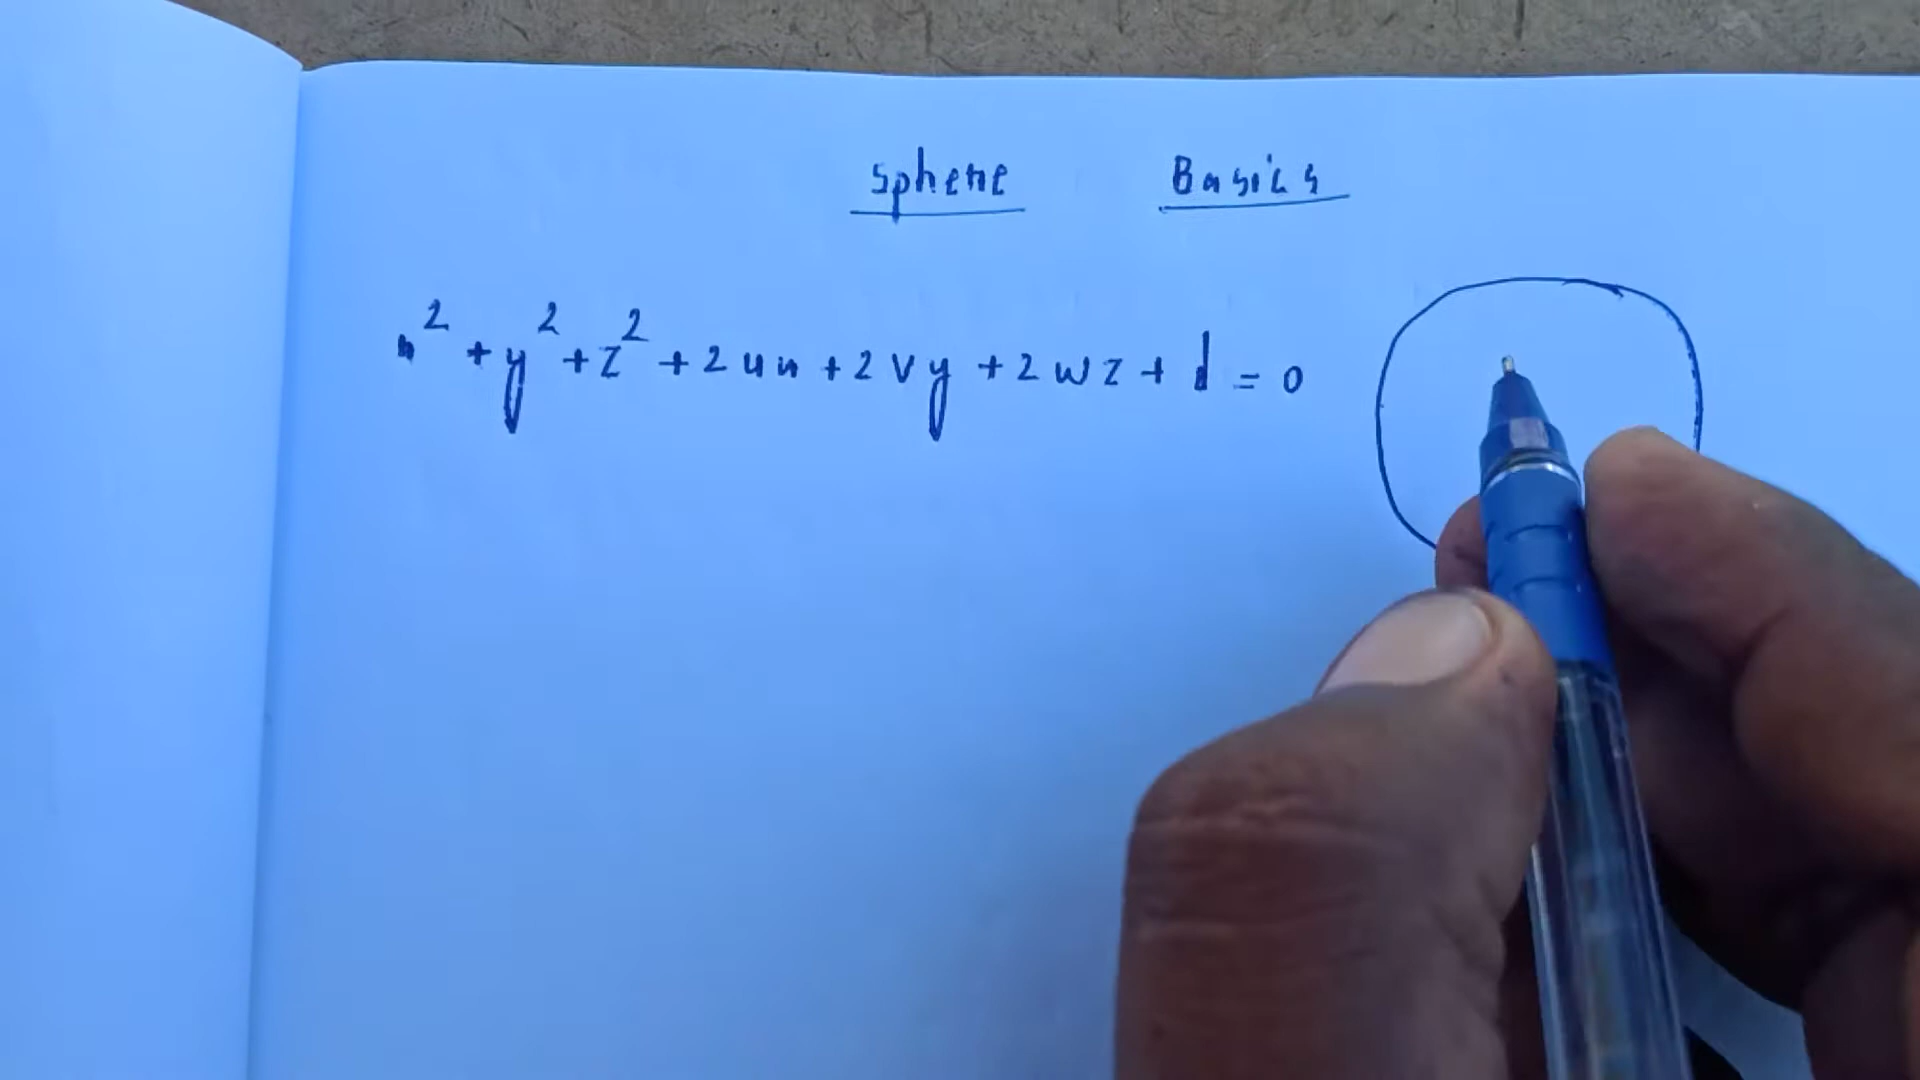 Sphere Basics
x² + y² + z² + 2ux + 2vy + 2wz + d = 0